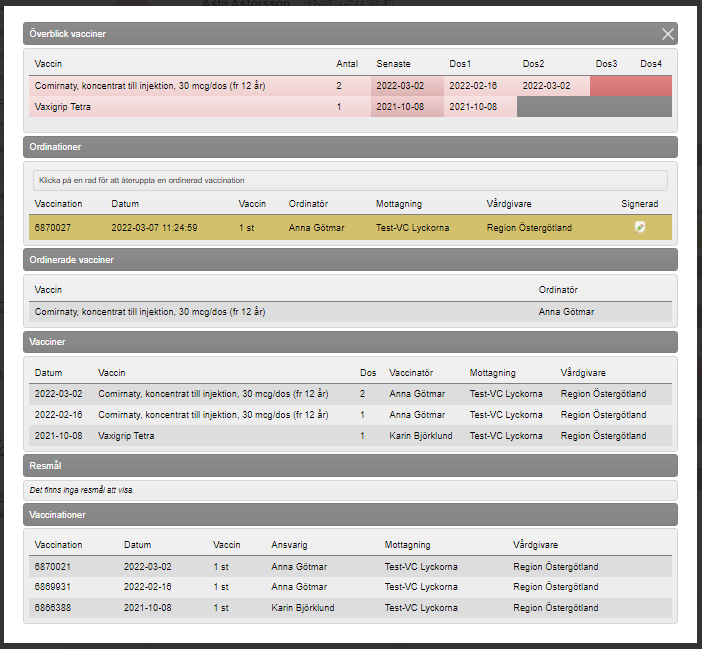 Asta Astorsson
Överblick vacciner
Vaccin Antal Senaste Dos1 Dos2 Dos3 Dos4
Comirnaty, koncentrat till injektion, 30 mcg/dos (fr 12 år) 2 2022-03-02 2022-02-16 2022-03-02
Vaxigrip Tetra 1 2021-10-08 2021-10-08
Ordinationer
Klicka på en rad för att återuppta en ordinerad vaccination
Vaccination Datum Vaccin Ordinatör Mottagning Vårdgivare Signerad
6870027 2022-03-07 11:24:59 1 st Anna Götmar Test-VC Lyckorna Region Östergötland
Ordinerade vacciner
Vaccin Ordinatör
Comirnaty, koncentrat till injektion, 30 mcg/dos (fr 12 år) Anna Götmar
Vacciner
Datum Vaccin Dos Vaccinatör Mottagning Vårdgivare
2022-03-02 Comirnaty, koncentrat till injektion, 30 mcg/dos (fr 12 år) 2 Anna Götmar Test-VC Lyckorna Region Östergötland
2022-02-16 Comirnaty, koncentrat till injektion, 30 mcg/dos (fr 12 år) 1 Anna Götmar Test-VC Lyckorna Region Östergötland
2021-10-08 Vaxigrip Tetra 1 Karin Björklund Test-VC Lyckorna Region Östergötland
Resmål
Det finns inga resmål att visa.
Vaccinationer
Vaccination Datum Vaccin Ansvarig Mottagning Vårdgivare
6870021 2022-03-02 1 st Anna Götmar Test-VC Lyckorna Region Östergötland
6869931 2022-02-16 1 st Anna Götmar Test-VC Lyckorna Region Östergötland
6866388 2021-10-08 1 st Karin Björklund Test-VC Lyckorna Region Östergötland